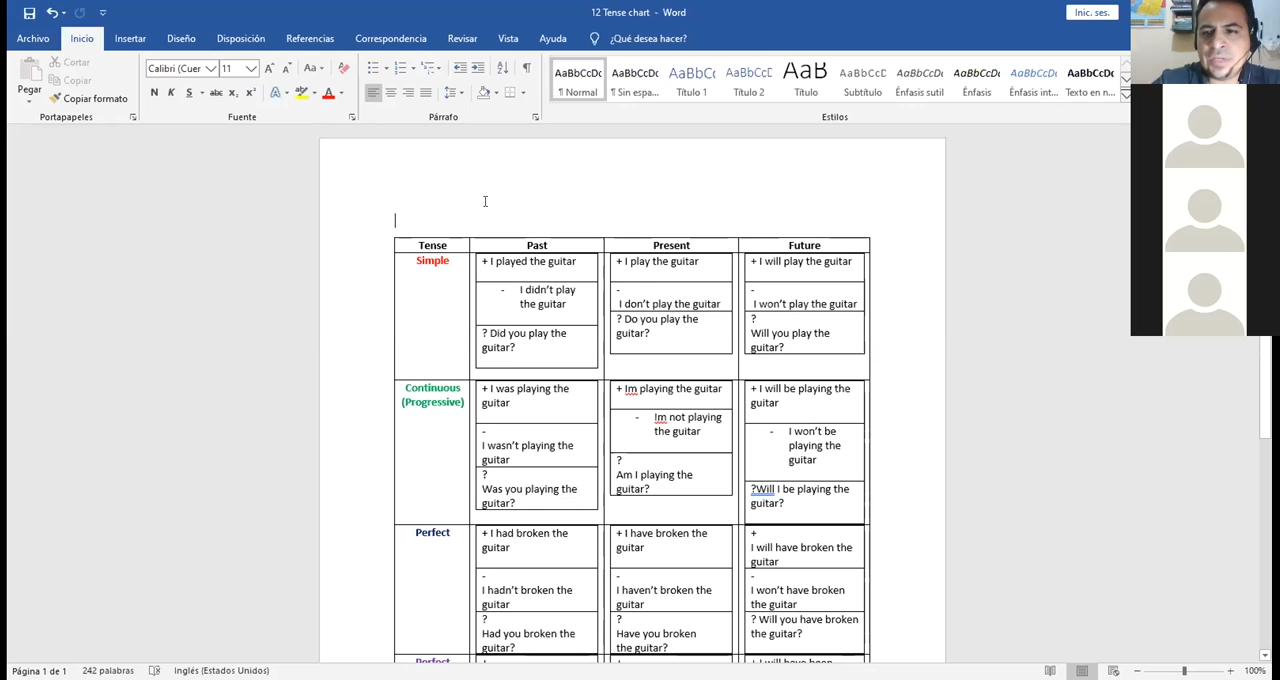 12 Tense chart - Word
Inic. ses.
Archivo Inicio Insertar Diseño Disposición Referencias Correspondencia Revisar Vista Ayuda ¿Qué desea hacer?
Pegar
Cortar
Copiar
Copiar formato
Portapapeles
Calibri (Cuer 11
N K S abc x₂ x²
Fuente
Párrafo
AaBbCcDc AaBbCcDc AaBbC AaBbCcC AaB AaBbCcC AaBbCcDc AaBbCcDc AaBbCcDc AaBbCcDc
¶ Normal ¶ Sin espa... Título 1 Título 2 Título Subtítulo Énfasis sutil Énfasis Énfasis int... Texto en n...
Estilos
Tense Past Present Future
Simple
+ I played the guitar
- I didn't play
the guitar
? Did you play the
guitar?
+ I play the guitar
-
I don't play the guitar
? Do you play the
guitar?
+ I will play the guitar
-
I won't play the guitar
?
Will you play the
guitar?
Continuous
(Progressive)
+ I was playing the
guitar
-
I wasn't playing the
guitar
?
Was you playing the
guitar?
+ Im playing the guitar
- !m not playing
the guitar
?
Am I playing the
guitar?
+ I will be playing the
guitar
- I won't be
playing the
guitar
?Will I be playing the
guitar?
Perfect
+ I had broken the
guitar
-
I hadn't broken the
guitar
?
Had you broken the
guitar?
+ I have broken the
guitar
-
I haven't broken the
guitar
?
Have you broken
the guitar?
+
I will have broken the
guitar
-
I won't have broken
the guitar
? Will you have broken
the guitar?
Perfect
+
+
+ I will have been
Página 1 de 1 242 palabras Inglés (Estados Unidos) 100%